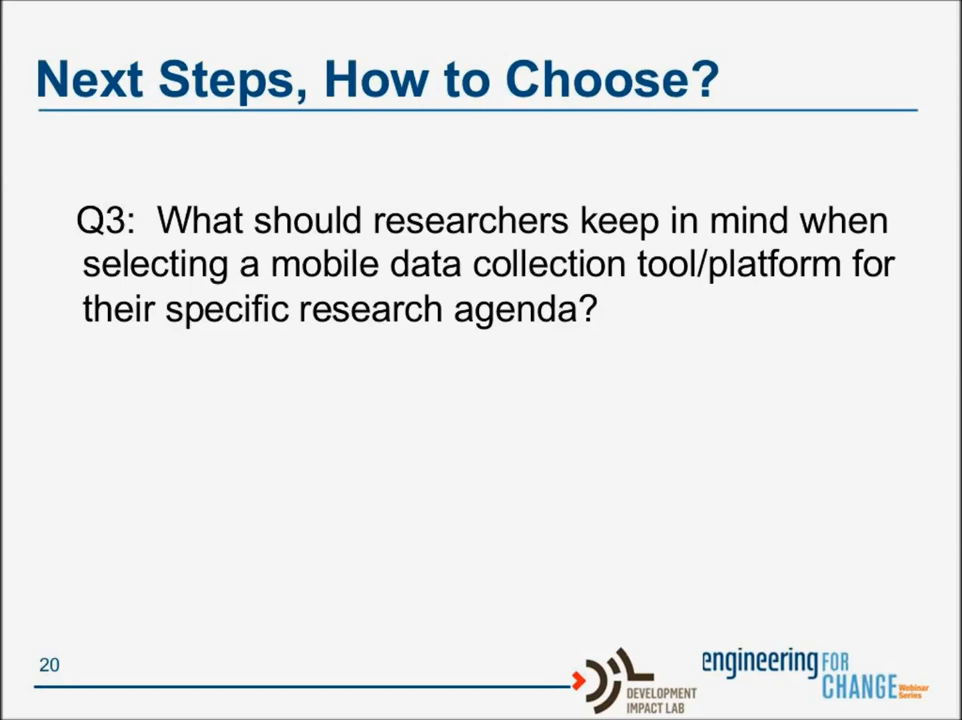 Next Steps, How to Choose?
Q3: What should researchers keep in mind when
selecting a mobile data collection tool/platform for
their specific research agenda?
20
DIL
DEVELOPMENT
IMPACT LAB
engineering FOR
CHANGE Webinar
Series